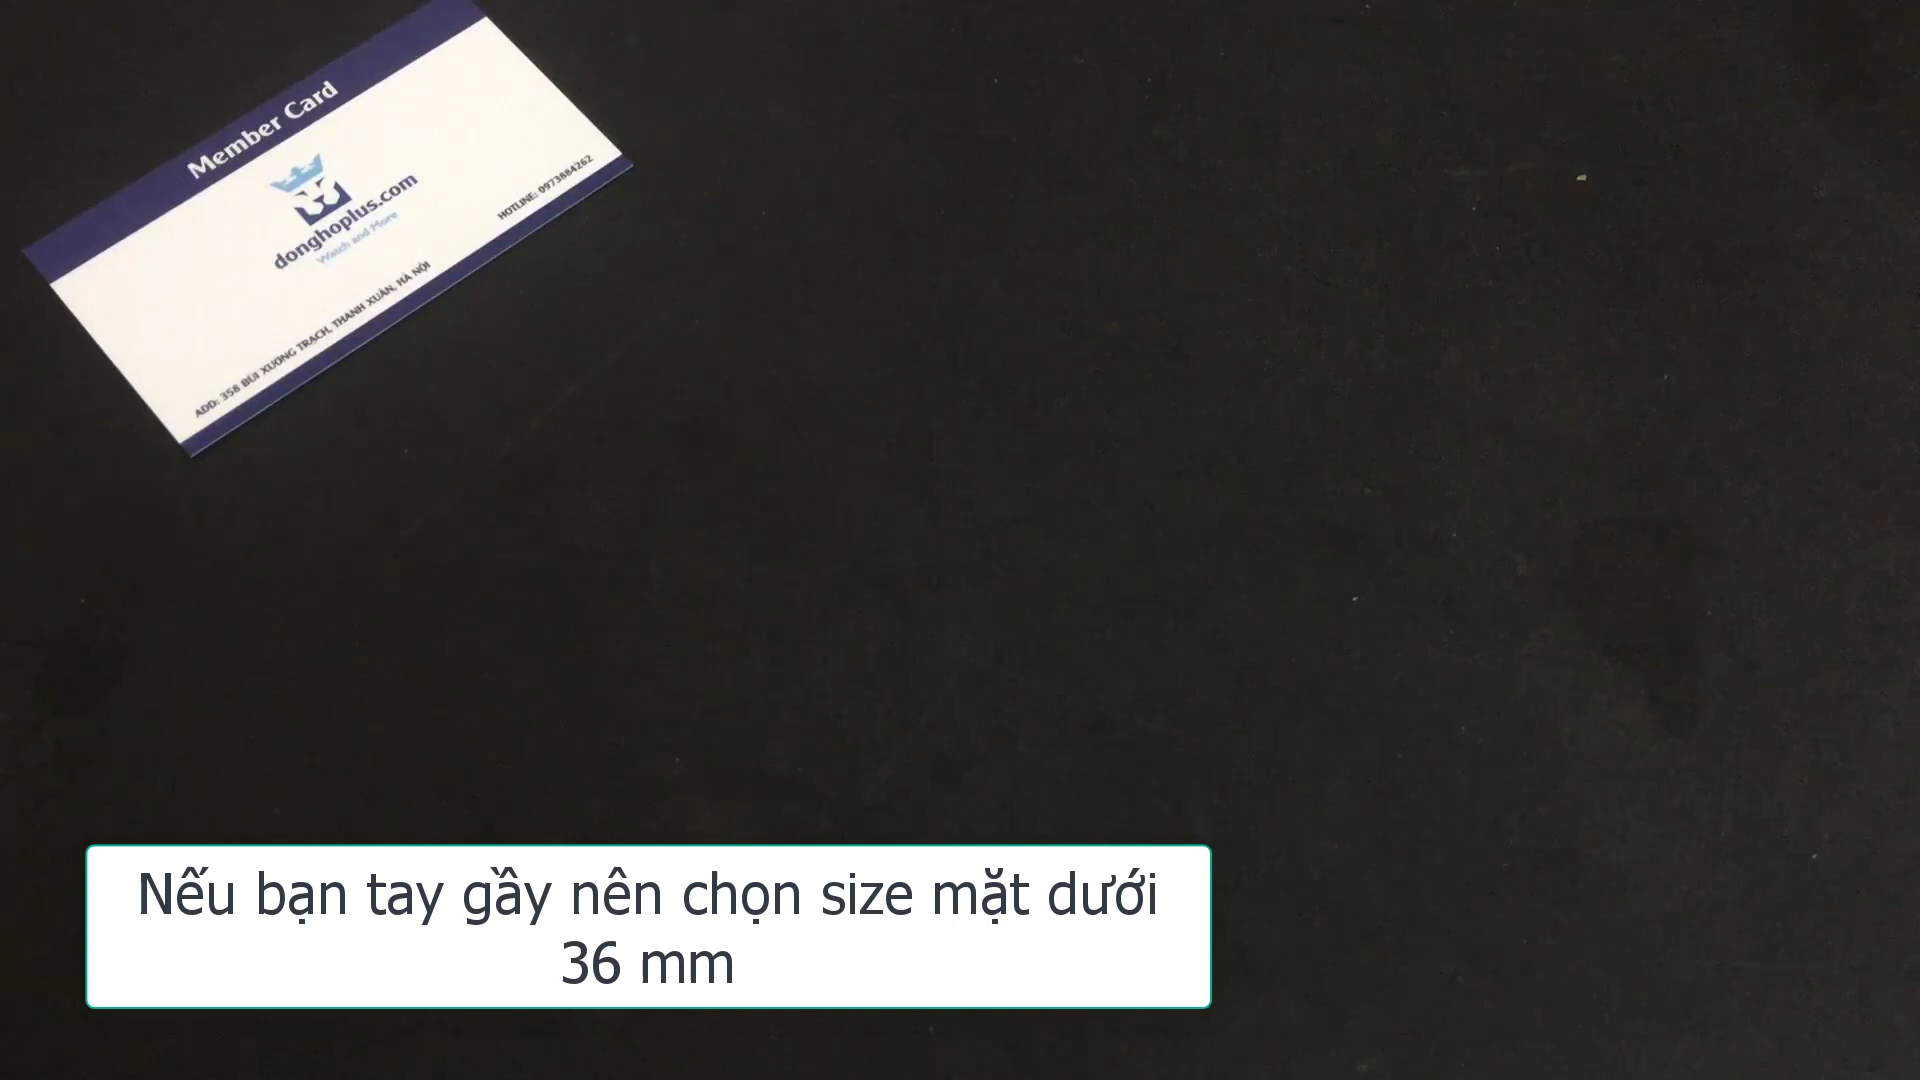 Member Card
donghoplus.com
Watch and More
HOTLINE: 0973884262
ADD: 358 BÙI XƯƠNG TRẠCH, THANH XUÂN, HÀ NỘI
Nếu bạn tay gầy nên chọn size mặt dưới
36 mm